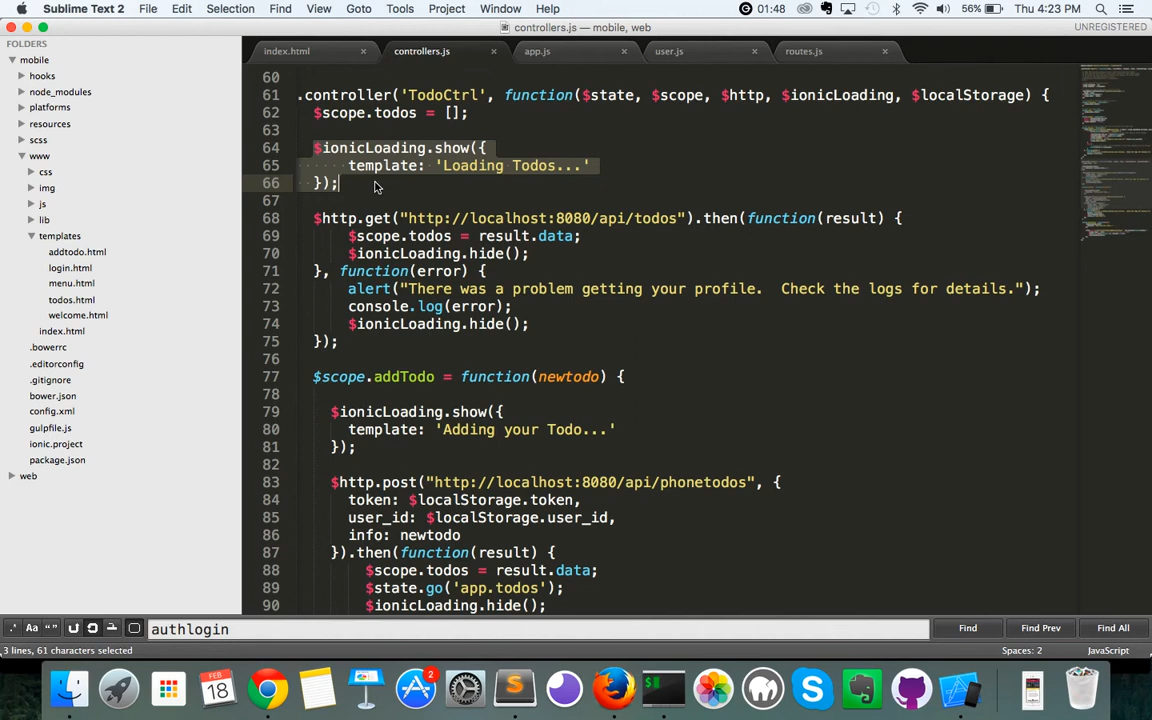 Sublime Text 2 File Edit Selection Find View Goto Tools Project Window Help 01:48 56% Thu 4:23 PM
controllers.js — mobile, web UNREGISTERED
FOLDERS
mobile
hooks
node_modules
platforms
resources
scss
www
css
img
js
lib
templates
addtodo.html
login.html
menu.html
todos.html
welcome.html
index.html
.bowerrc
.editorconfig
.gitignore
bower.json
config.xml
gulpfile.js
ionic.project
package.json
web
index.html × controllers.js × app.js × user.js × routes.js ×
60
61 .controller('TodoCtrl', function($state, $scope, $http, $ionicLoading, $localStorage) {
62 $scope.todos = [];
63
64 $ionicLoading.show({
65 template: 'Loading Todos...'
66 });
67
68 $http.get("http://localhost:8080/api/todos").then(function(result) {
69 $scope.todos = result.data;
70 $ionicLoading.hide();
71 }, function(error) {
72 alert("There was a problem getting your profile.  Check the logs for details.");
73 console.log(error);
74 $ionicLoading.hide();
75 });
76
77 $scope.addTodo = function(newtodo) {
78
79 $ionicLoading.show({
80 template: 'Adding your Todo...'
81 });
82
83 $http.post("http://localhost:8080/api/phonetodos", {
84 token: $localStorage.token,
85 user_id: $localStorage.user_id,
86 info: newtodo
87 }).then(function(result) {
88 $scope.todos = result.data;
89 $state.go('app.todos');
90 $ionicLoading.hide();
.* Aa “” authlogin Find Find Prev Find All
3 lines, 61 characters selected Spaces: 2 JavaScript
FEB
18
2